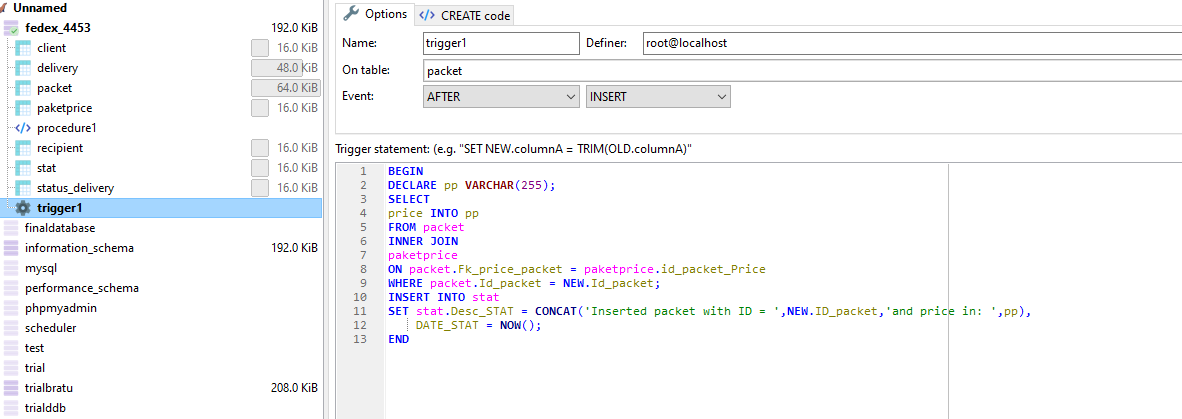 Unnamed
fedex_4453 192.0 KiB
client 16.0 KiB
delivery 48.0 KiB
packet 64.0 KiB
paketprice 16.0 KiB
procedure1
recipient 16.0 KiB
stat 16.0 KiB
status_delivery 16.0 KiB
trigger1
finaldatabase
information_schema 192.0 KiB
mysql
performance_schema
phpmyadmin
scheduler
test
trial
trialbratu 208.0 KiB
trialddb
Options </> CREATE code
Name: trigger1 Definer: root@localhost
On table: packet
Event: AFTER INSERT
Trigger statement: (e.g. "SET NEW.columnA = TRIM(OLD.columnA)"
1 BEGIN
2 DECLARE pp VARCHAR(255);
3 SELECT
4 price INTO pp
5 FROM packet
6 INNER JOIN
7 paketprice
8 ON packet.Fk_price_packet = paketprice.id_packet_Price
9 WHERE packet.Id_packet = NEW.Id_packet;
10 INSERT INTO stat
11 SET stat.Desc_STAT = CONCAT('Inserted packet with ID = ',NEW.ID_packet,'and price in: ',pp),
12 DATE_STAT = NOW();
13 END